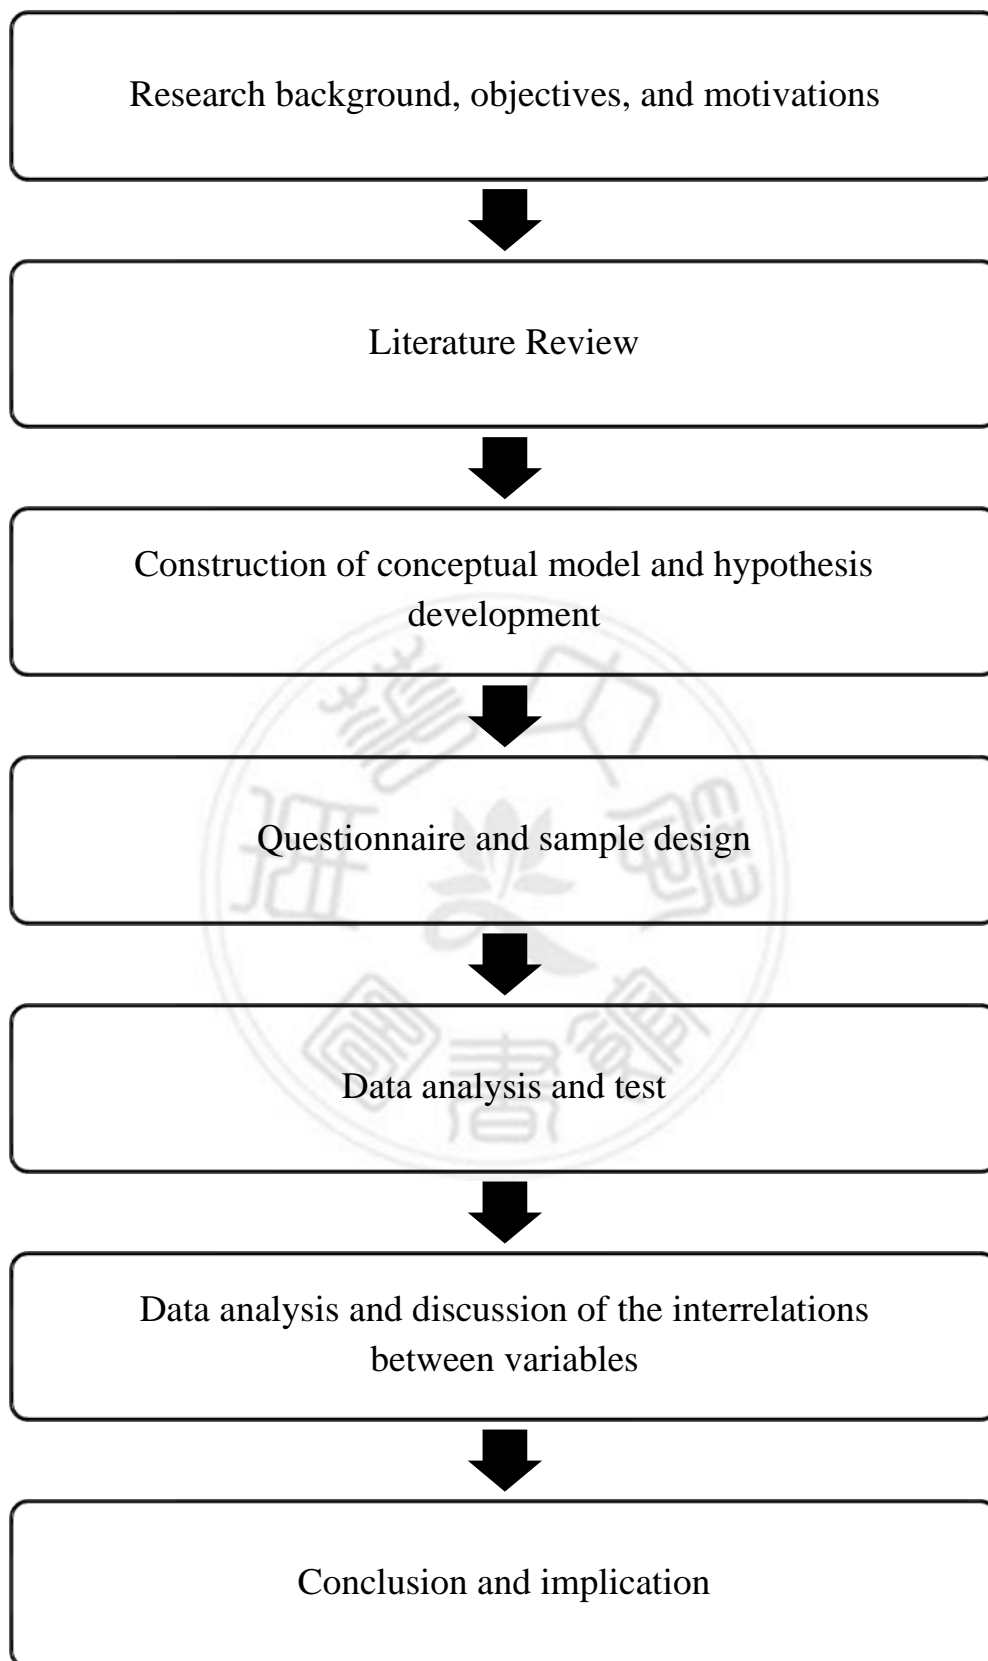 Research background, objectives, and motivations
Literature Review
Construction of conceptual model and hypothesis
development
Questionnaire and sample design
Data analysis and test
Data analysis and discussion of the interrelations
between variables
Conclusion and implication